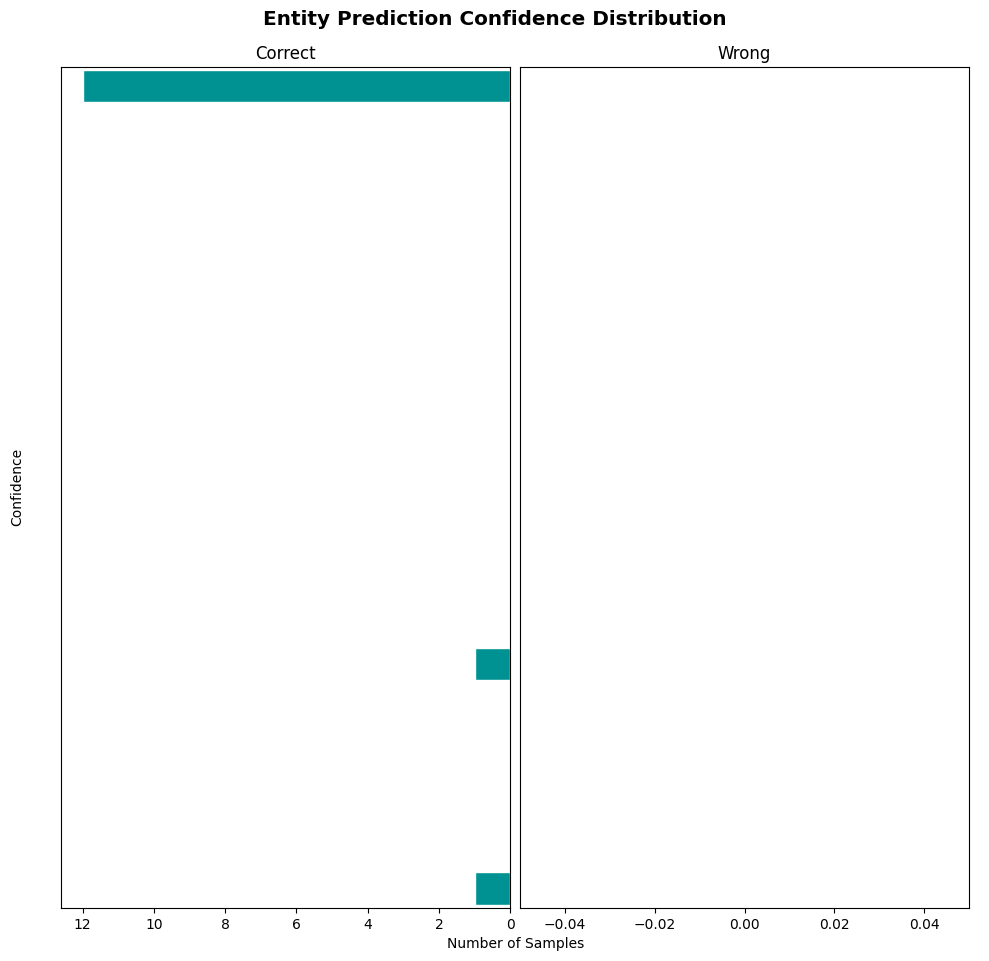 Entity Prediction Confidence Distribution
Correct
Wrong
Confidence
12 10 8 6 4 2 0
−0.04 −0.02 0.00 0.02 0.04
Number of Samples